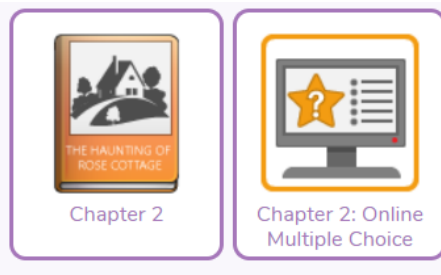 THE HAUNTING OF
ROSE COTTAGE
Chapter 2
?
Chapter 2: Online
Multiple Choice